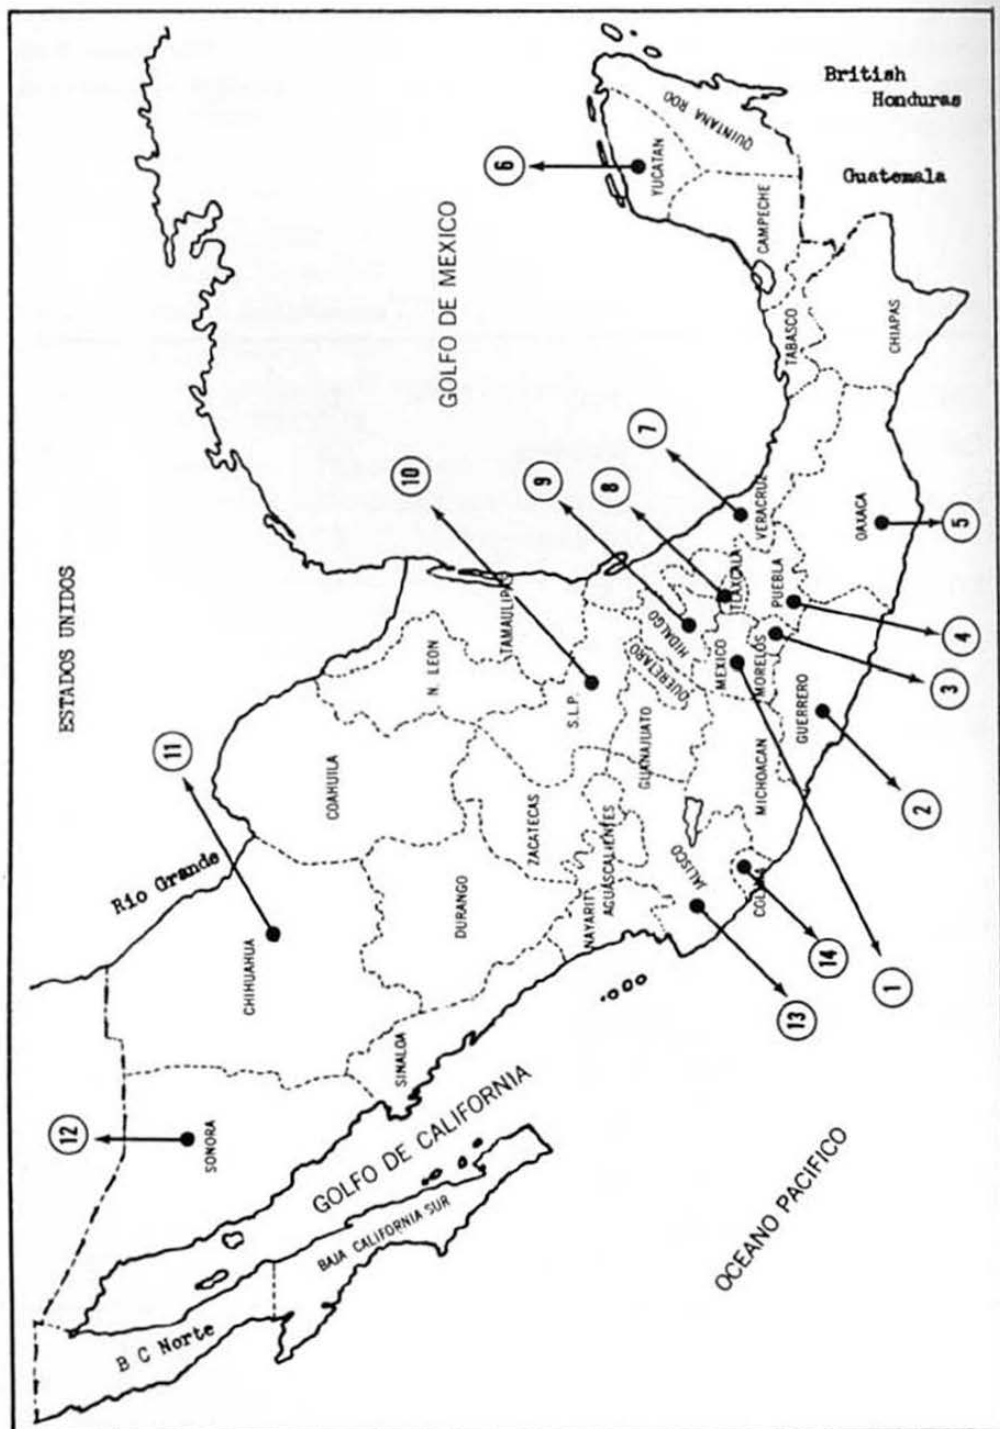 ESTADOS UNIDOS
Rio Grande
GOLFO DE MEXICO
GOLFO DE CALIFORNIA
OCEANO PACIFICO
British
Honduras
Guatemala
B C Norte
BAJA CALIFORNIA SUR
SONORA
CHIHUAHUA
COAHUILA
N. LEON
TAMAULIPAS
SINALOA
DURANGO
ZACATECAS
S.L.P.
NAYARIT
AGUASCALIENTES
GUANAJUATO
QUERETARO
HIDALGO
JALISCO
COLIMA
MICHOACAN
MEXICO
MORELOS
TLAXCALA
PUEBLA
VERACRUZ
GUERRERO
OAXACA
TABASCO
CHIAPAS
CAMPECHE
YUCATAN
QUINTANA ROO
1
2
3
4
5
6
7
8
9
10
11
12
13
14